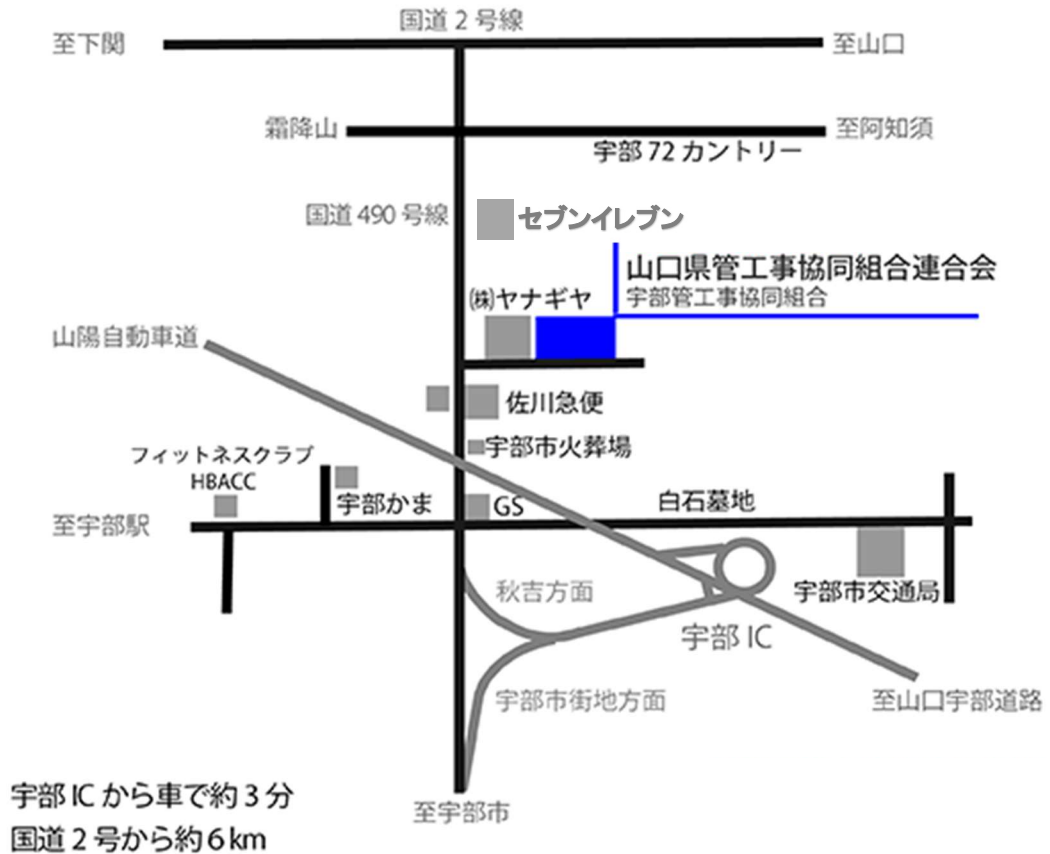 国道2号線
至下関
至山口
霜降山
至阿知須
宇部72カントリー
国道490号線
セブンイレブン
山口県管工事協同組合連合会
宇部管工事協同組合
㈱ヤナギヤ
山陽自動車道
佐川急便
宇部市火葬場
フィットネスクラブ
HBACC
宇部かま
GS
白石墓地
至宇部駅
秋吉方面
宇部市交通局
宇部IC
宇部市街地方面
至山口宇部道路
宇部ICから車で約3分
至宇部市
国道2号から約6km